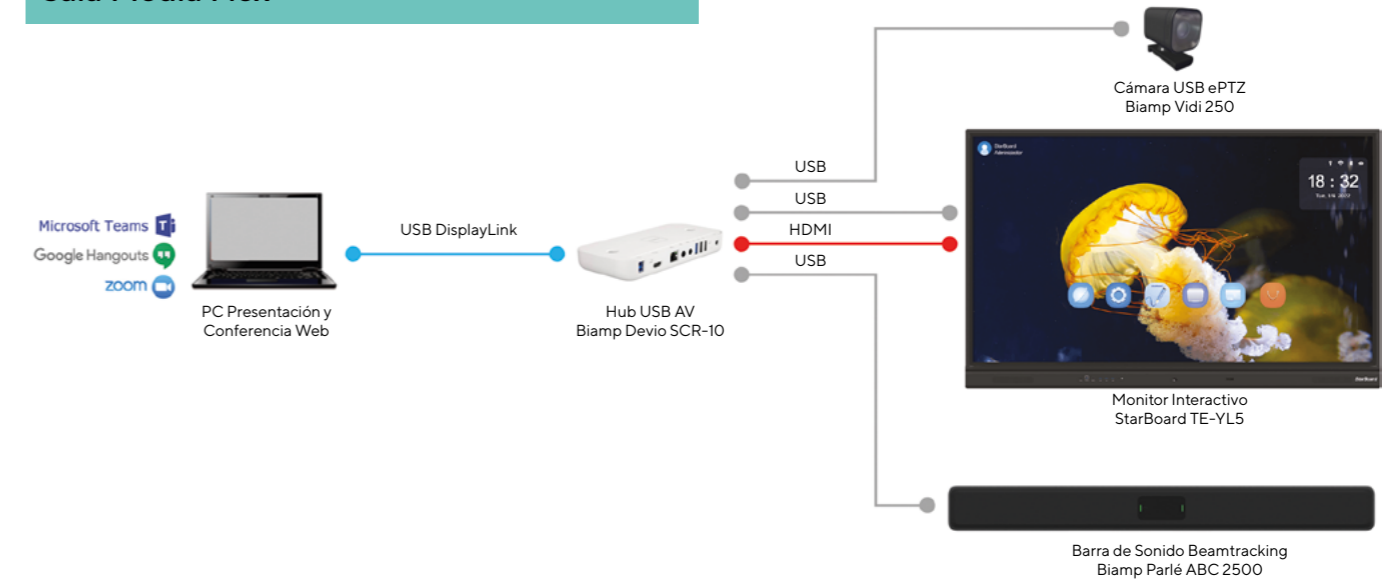 Cámara USB ePTZ
Biamp Vidi 250
USB
USB
HDMI
USB
Microsoft Teams
Google Hangouts
zoom
USB DisplayLink
PC Presentación y
Conferencia Web
Hub USB AV
Biamp Devio SCR-10
StarBoard
18 : 32
Monitor Interactivo
StarBoard TE-YL5
Barra de Sonido Beamtracking
Biamp Parlé ABC 2500